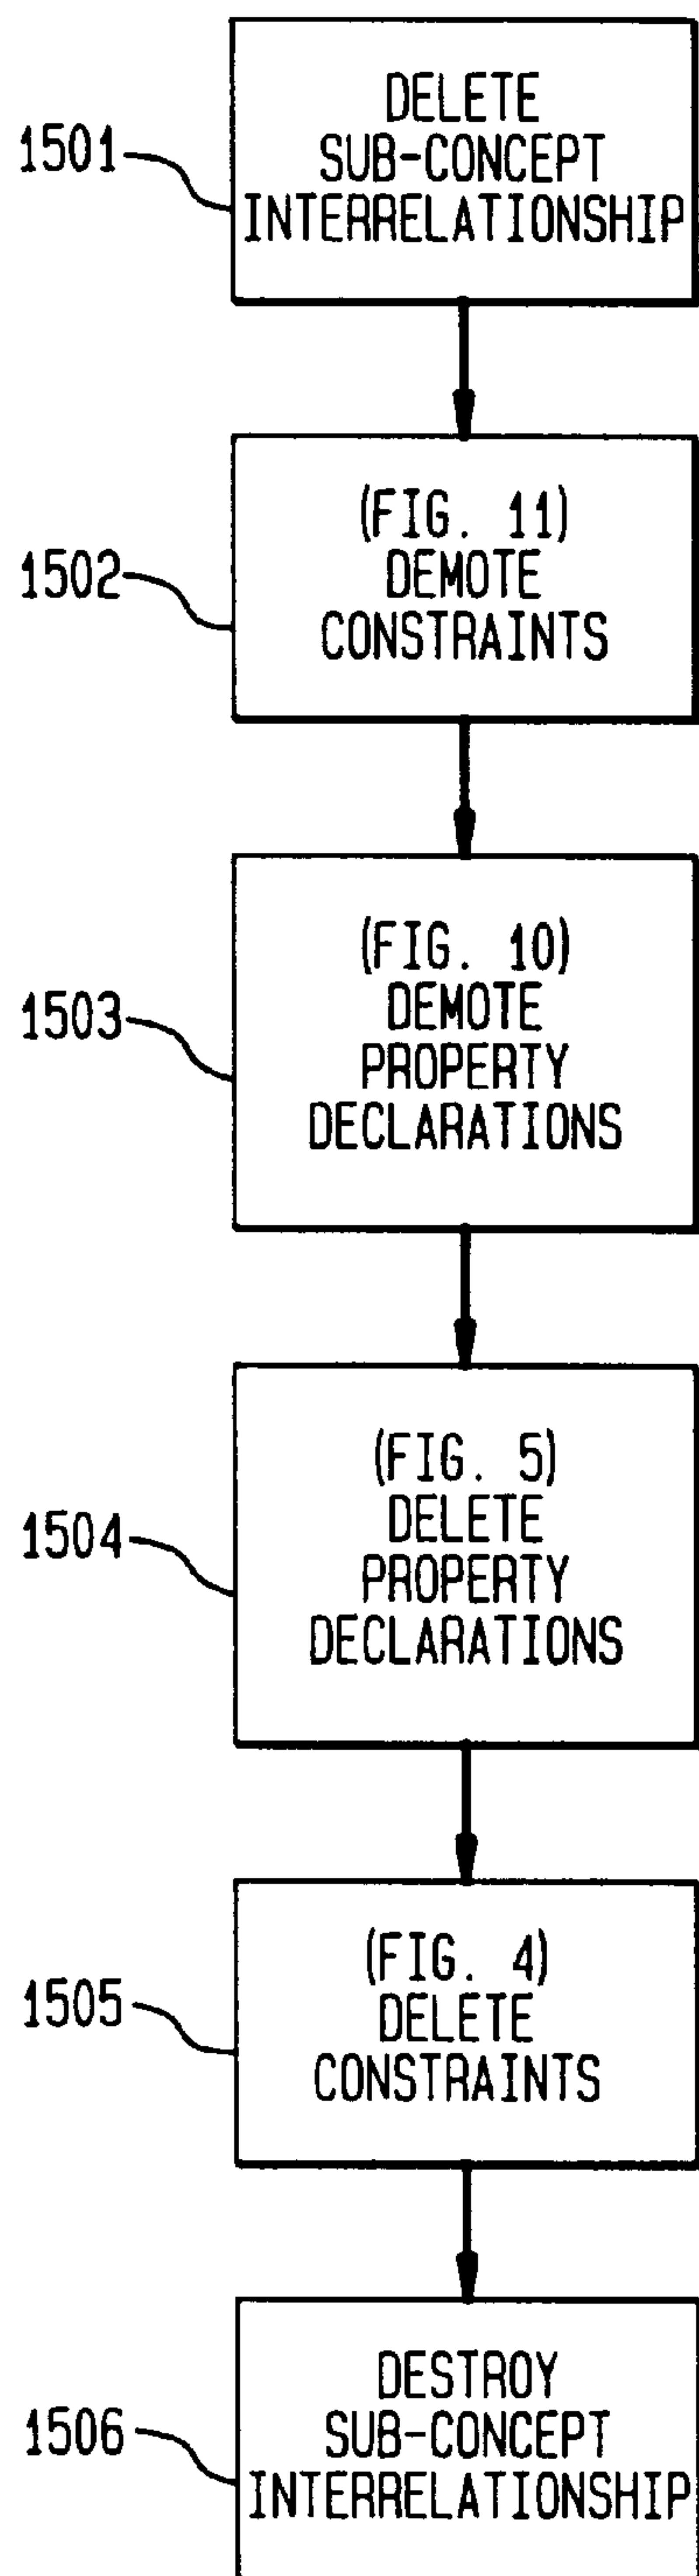 1501
DELETE
SUB-CONCEPT
INTERRELATIONSHIP
1502
(FIG. 11)
DEMOTE
CONSTRAINTS
1503
(FIG. 10)
DEMOTE
PROPERTY
DECLARATIONS
1504
(FIG. 5)
DELETE
PROPERTY
DECLARATIONS
1505
(FIG. 4)
DELETE
CONSTRAINTS
1506
DESTROY
SUB-CONCEPT
INTERRELATIONSHIP